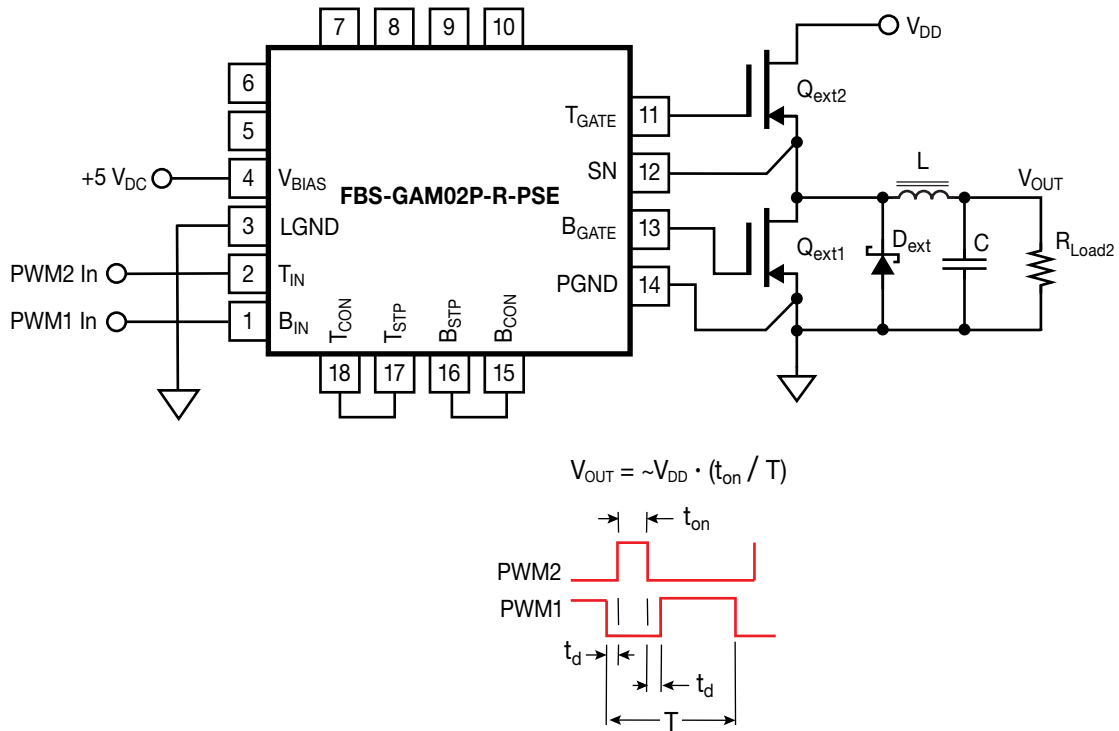 7 8 9 10
6
5
+5 VDC 4 VBIAS
3 LGND
PWM2 In 2 TIN
PWM1 In 1 BIN
FBS-GAM02P-R-PSE
TGATE 11
SN 12
BGATE 13
PGND 14
TCON TSTP BSTP BCON
18 17 16 15
VDD
Qext2
Qext1
L
VOUT
Dext
C
RLoad2
VOUT = ~VDD · (ton / T)
ton
PWM2
PWM1
td
td
T